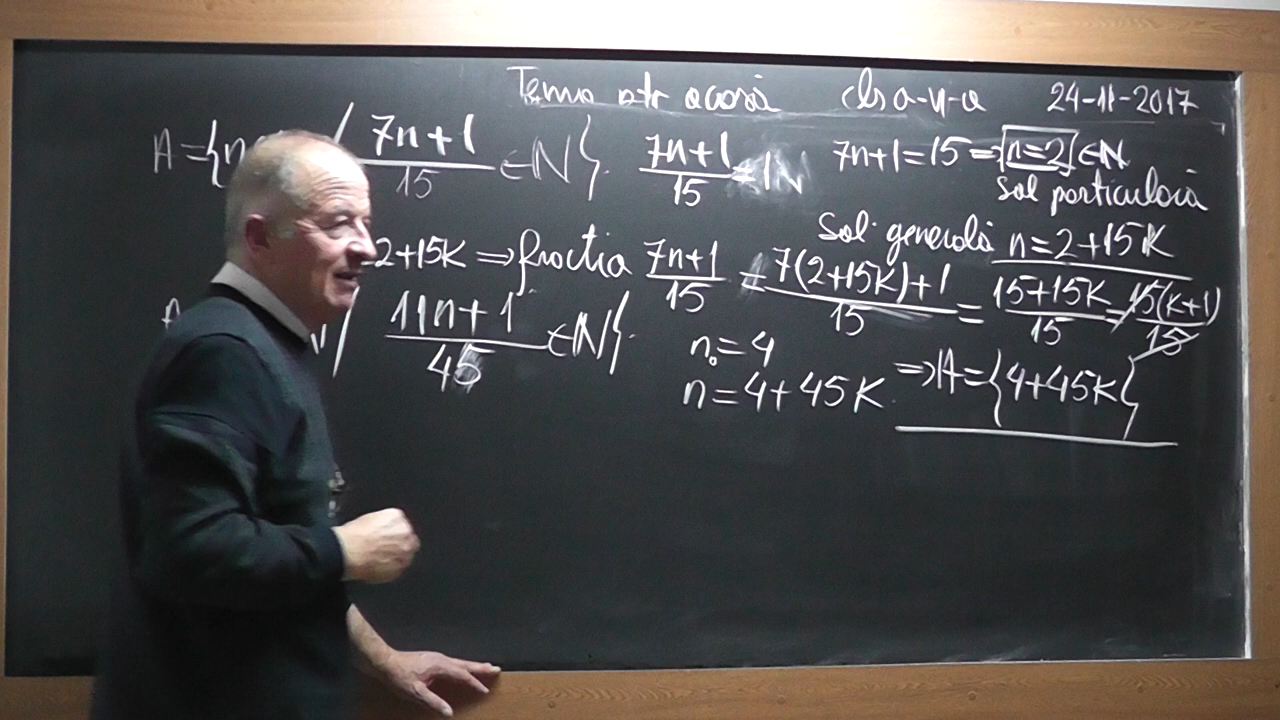 Tema ptr acasă cls a-V-a 24-11-2017
A={n / (7n+1)/15 ∈ N}. (7n+1)/15 = N 7n+1=15 ⇒ n=2 ∈ N
Sol particulară
Sol generală n=2+15K
2+15K ⇒ fracția (7n+1)/15 = (7(2+15K)+1)/15 = (15+15K)/15 = 15(K+1)/15
A / (11n+1)/45 ∈ N}.
n₀=4
n=4+45K ⇒ A={4+45K}